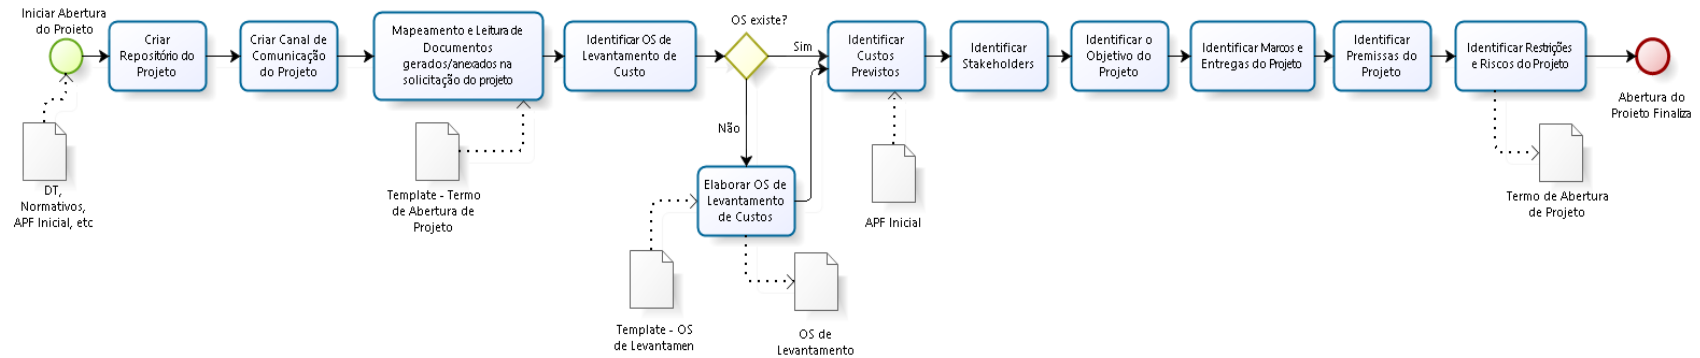 Iniciar Abertura
do Projeto
Criar
Repositório do
Projeto
Criar Canal de
Comunicação
do Projeto
Mapeamento e Leitura de
Documentos
gerados/anexados na
solicitação do projeto
Identificar OS de
Levantamento de
Custo
OS existe?
Sim
Não
Identificar
Custos
Previstos
Identificar
Stakeholders
Identificar o
Objetivo do
Projeto
Identificar Marcos e
Entregas do Projeto
Identificar
Premissas do
Projeto
Identificar Restrições
e Riscos do Projeto
Abertura do
Projeto Finaliza
DT,
Normativos,
APF Inicial, etc
Template - Termo
de Abertura de
Projeto
Elaborar OS de
Levantamento
de Custos
APF Inicial
Termo de Abertura
de Projeto
Template - OS
de Levantamen
OS de
Levantamento